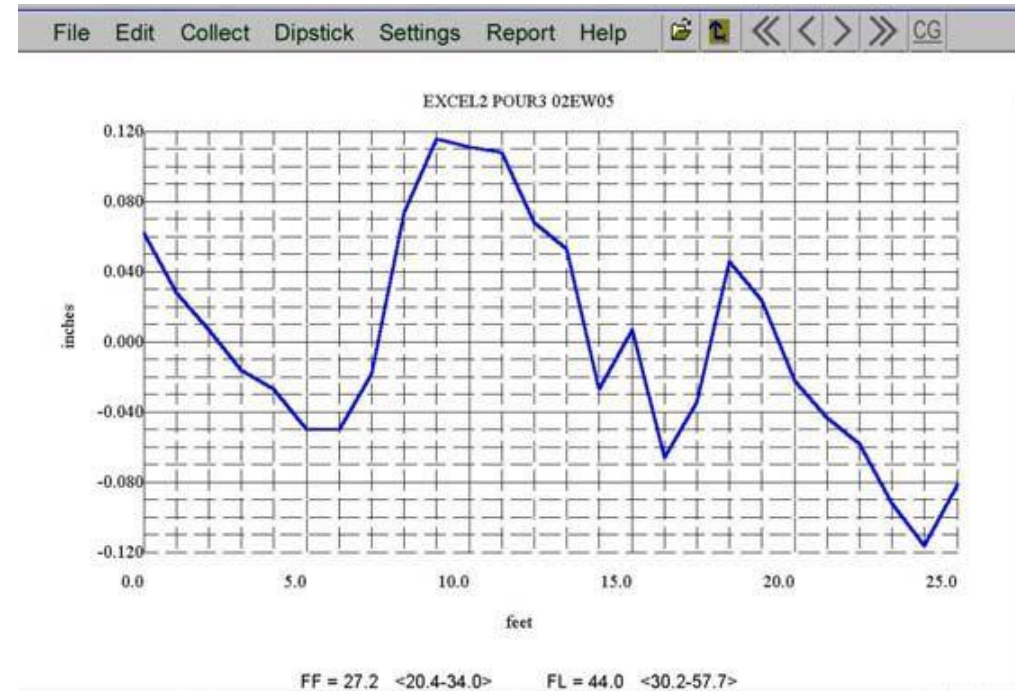 File Edit Collect Dipstick Settings Report Help CG
EXCEL2 POUR3 02EW05
0.120
0.080
0.040
0.000
-0.040
-0.080
-0.120
inches
0.0 5.0 10.0 15.0 20.0 25.0
feet
FF = 27.2 <20.4-34.0> FL = 44.0 <30.2-57.7>